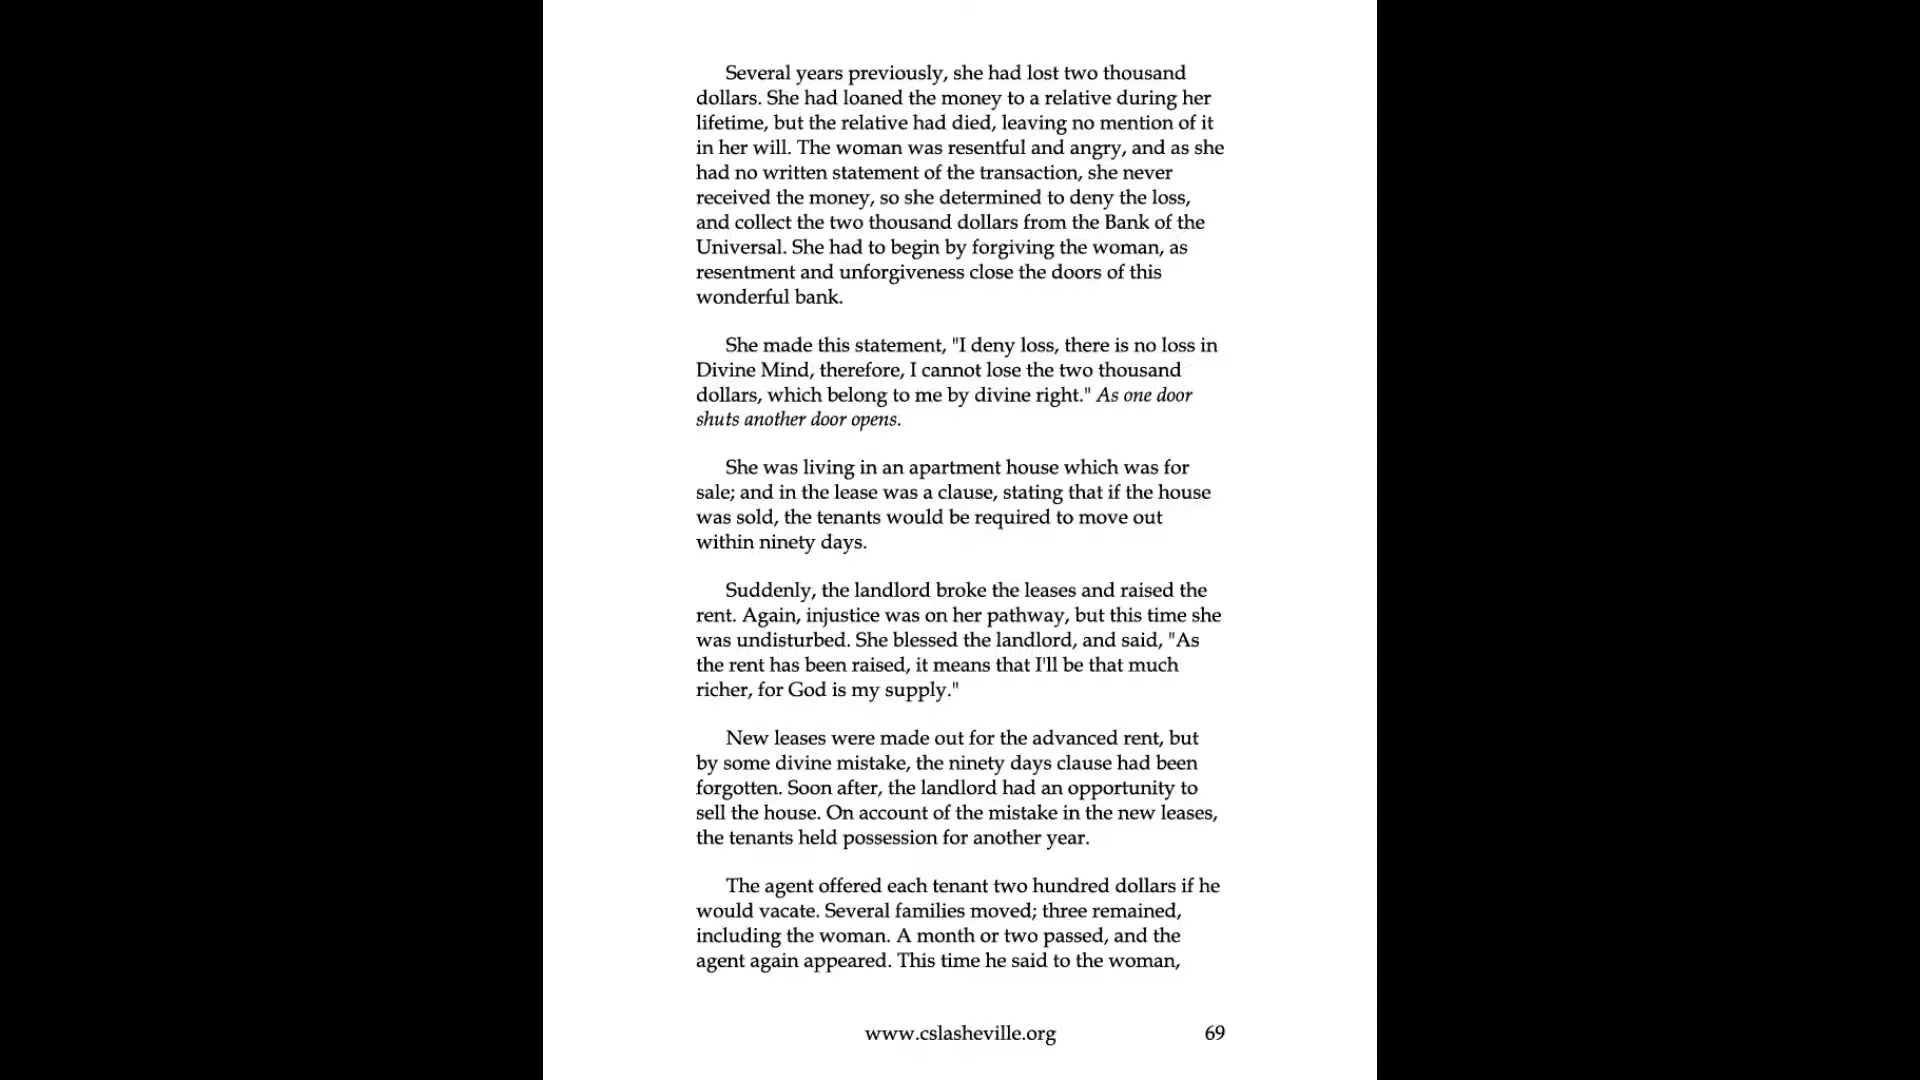 Several years previously, she had lost two thousand
dollars. She had loaned the money to a relative during her
lifetime, but the relative had died, leaving no mention of it
in her will. The woman was resentful and angry, and as she
had no written statement of the transaction, she never
received the money, so she determined to deny the loss,
and collect the two thousand dollars from the Bank of the
Universal. She had to begin by forgiving the woman, as
resentment and unforgiveness close the doors of this
wonderful bank.
She made this statement, "I deny loss, there is no loss in
Divine Mind, therefore, I cannot lose the two thousand
dollars, which belong to me by divine right." As one door
shuts another door opens.
She was living in an apartment house which was for
sale; and in the lease was a clause, stating that if the house
was sold, the tenants would be required to move out
within ninety days.
Suddenly, the landlord broke the leases and raised the
rent. Again, injustice was on her pathway, but this time she
was undisturbed. She blessed the landlord, and said, "As
the rent has been raised, it means that I'll be that much
richer, for God is my supply."
New leases were made out for the advanced rent, but
by some divine mistake, the ninety days clause had been
forgotten. Soon after, the landlord had an opportunity to
sell the house. On account of the mistake in the new leases,
the tenants held possession for another year.
The agent offered each tenant two hundred dollars if he
would vacate. Several families moved; three remained,
including the woman. A month or two passed, and the
agent again appeared. This time he said to the woman,
www.cslasheville.org 69